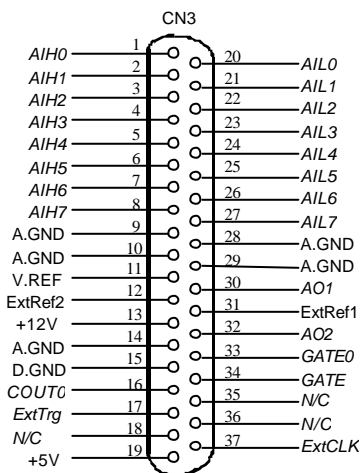 CN3
AIH0 1
20 AIL0
AIH1 2
21 AIL1
AIH2 3
22 AIL2
AIH3 4
23 AIL3
AIH4 5
24 AIL4
AIH5 6
25 AIL5
AIH6 7
26 AIL6
AIH7 8
27 AIL7
A.GND 9
28 A.GND
A.GND 10
29 A.GND
V.REF 11
30 AO1
ExtRef2 12
31 ExtRef1
+12V 13
32 AO2
A.GND 14
33 GATE0
D.GND 15
34 GATE
COUT0 16
35 N/C
ExtTrg 17
36 N/C
N/C 18
37 ExtCLK
+5V 19